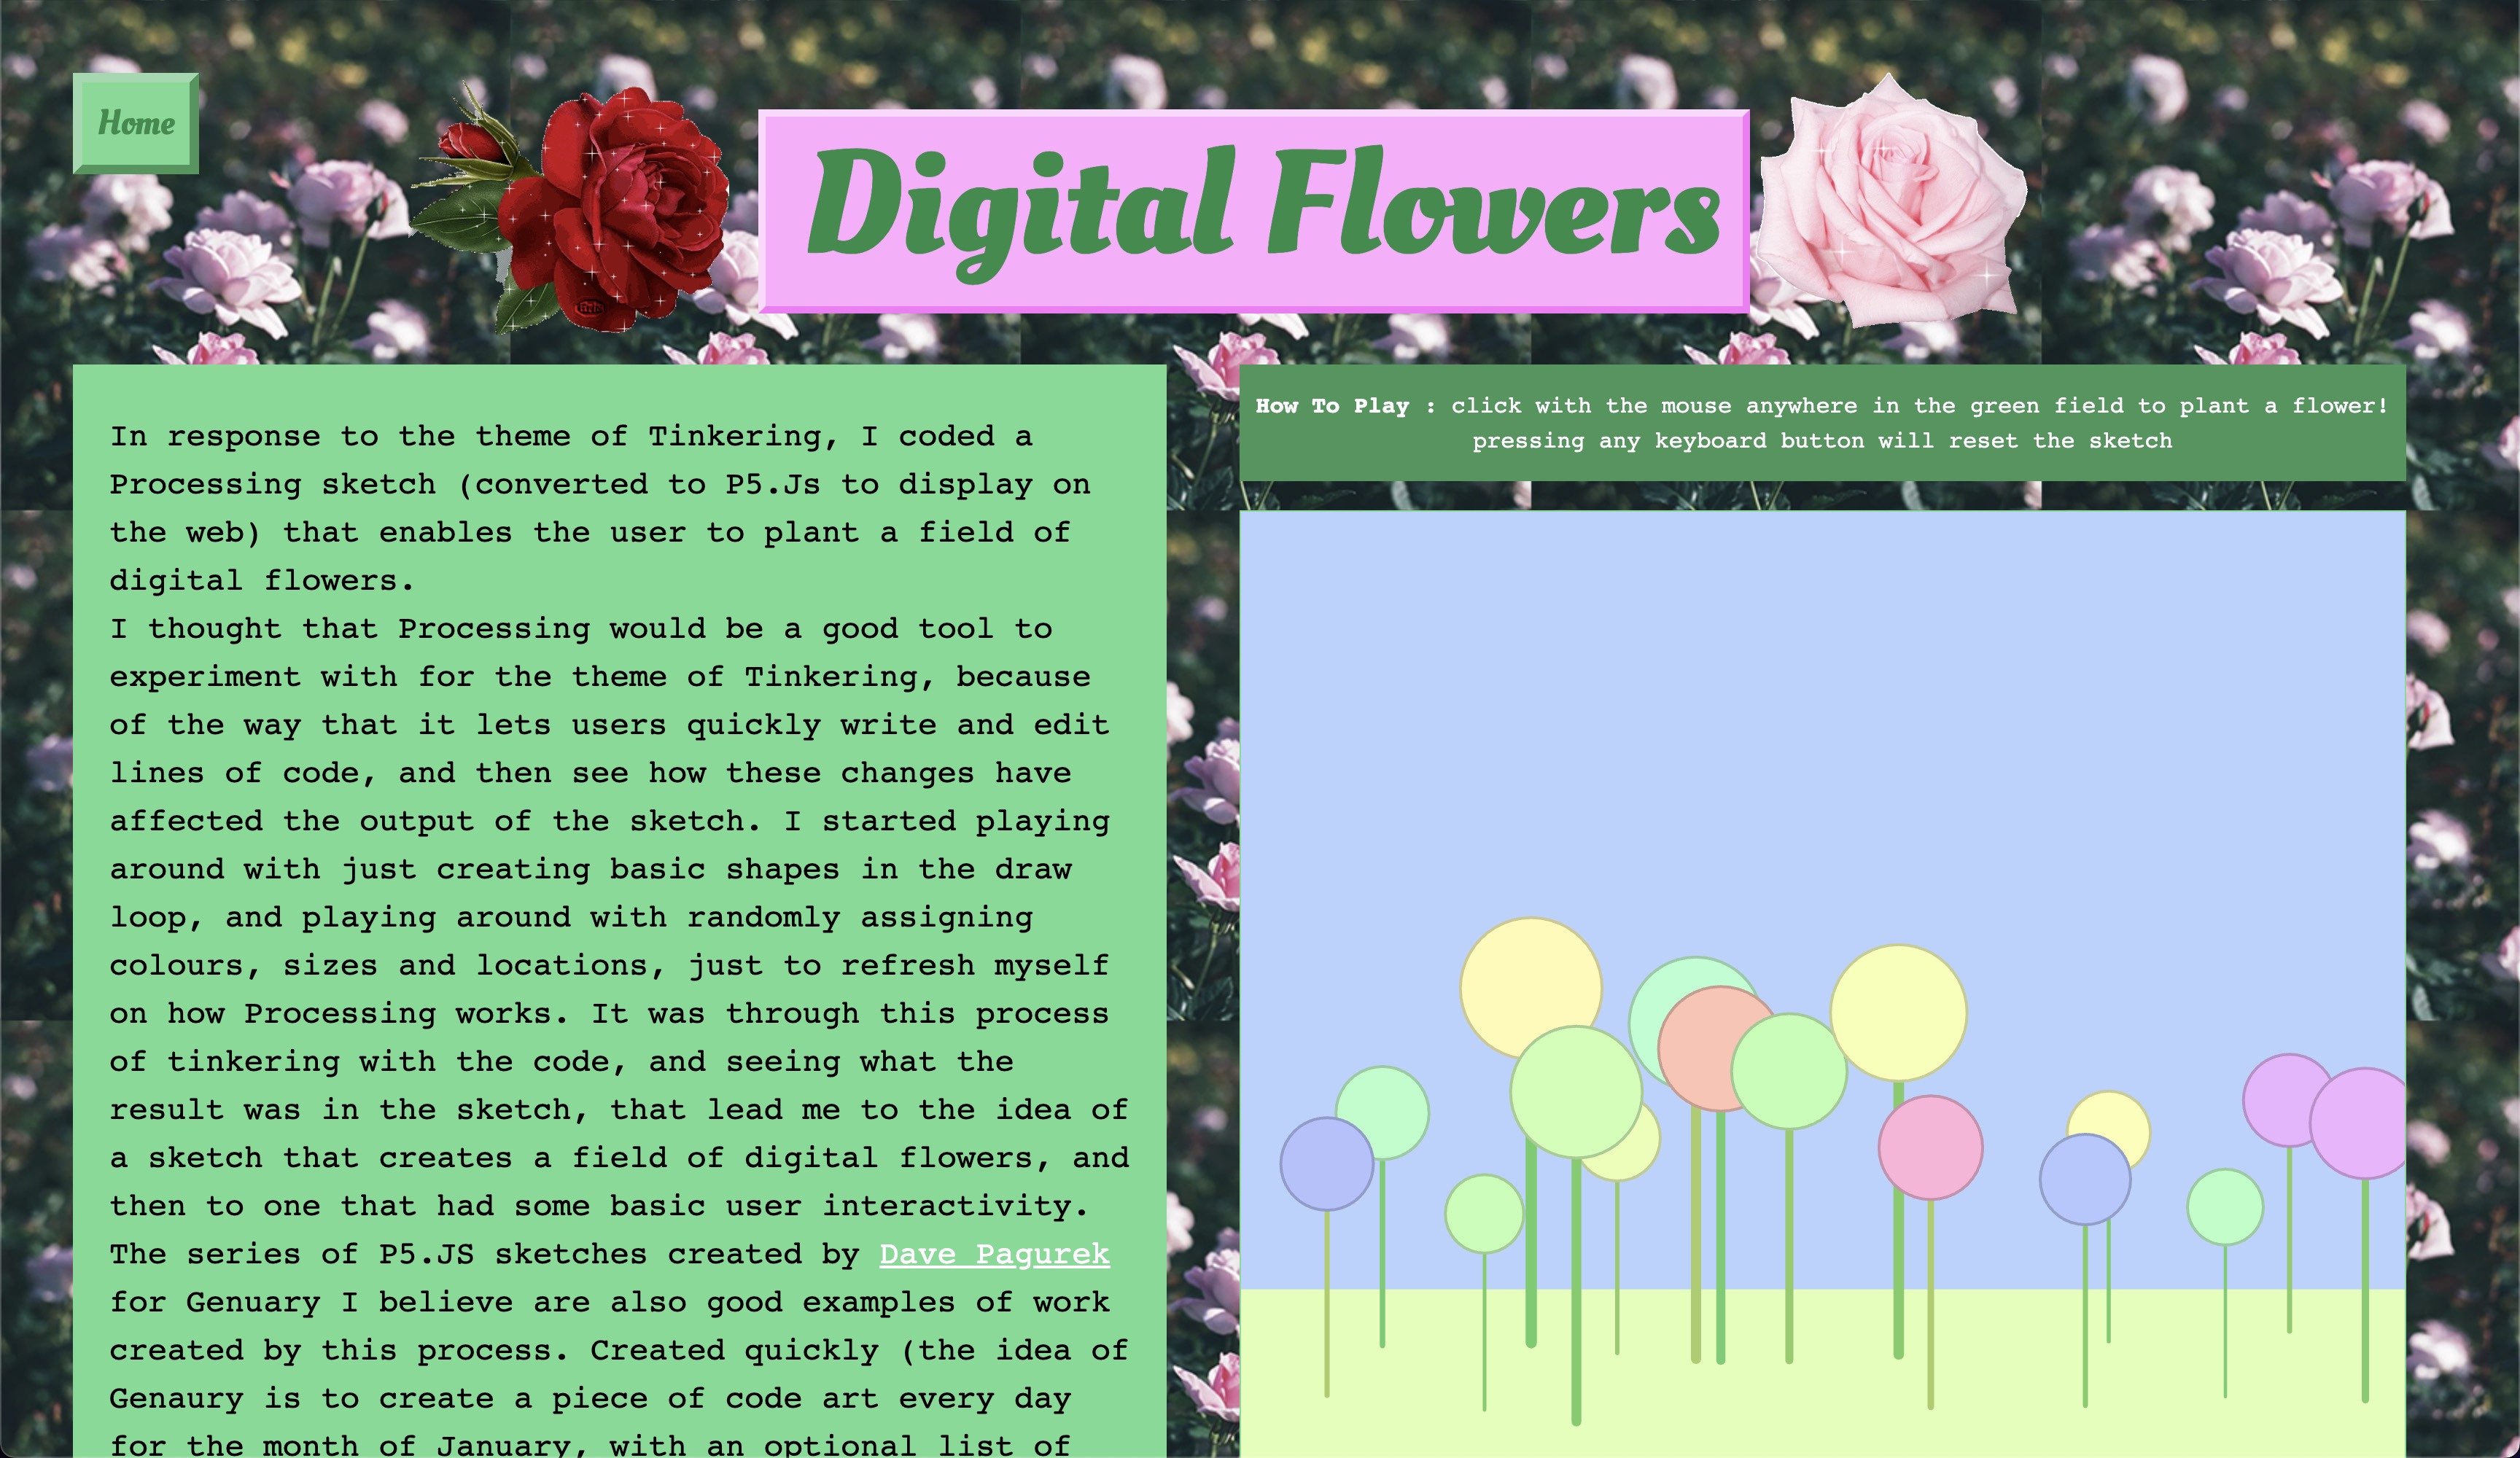 Home
Digital Flowers
In response to the theme of Tinkering, I coded a
Processing sketch (converted to P5.Js to display on
the web) that enables the user to plant a field of
digital flowers.
I thought that Processing would be a good tool to
experiment with for the theme of Tinkering, because
of the way that it lets users quickly write and edit
lines of code, and then see how these changes have
affected the output of the sketch. I started playing
around with just creating basic shapes in the draw
loop, and playing around with randomly assigning
colours, sizes and locations, just to refresh myself
on how Processing works. It was through this process
of tinkering with the code, and seeing what the
result was in the sketch, that lead me to the idea of
a sketch that creates a field of digital flowers, and
then to one that had some basic user interactivity.
The series of P5.JS sketches created by Dave Pagurek
for Genuary I believe are also good examples of work
created by this process. Created quickly (the idea of
Genaury is to create a piece of code art every day
for the month of January, with an optional list of
How To Play : click with the mouse anywhere in the green field to plant a flower!
pressing any keyboard button will reset the sketch